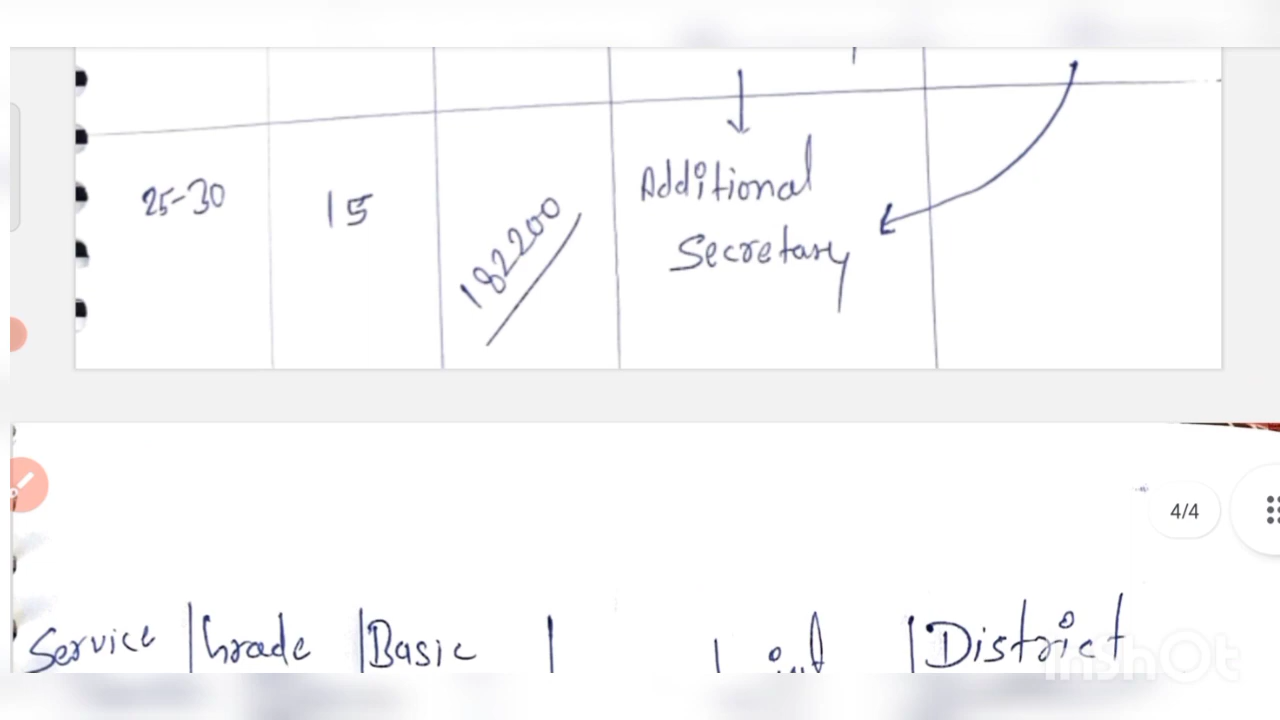 25-30 15 182200 Additional
Secretary
4/4
Service Grade Basic District
InShOt